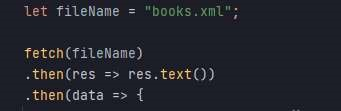 let fileName = "books.xml";
fetch(fileName)
.then(res => res.text())
.then(data => {